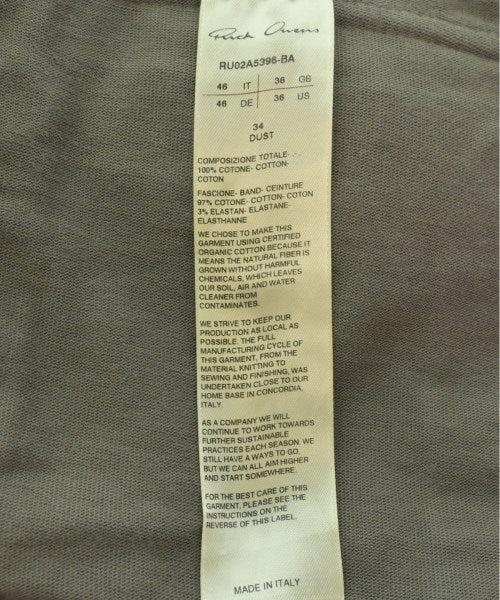 Rick Owens
RU02A5396-BA
46 IT 36 GB
46 DE 36 US
34
DUST
COMPOSIZIONE TOTALE-
100% COTONE- COTTON-
COTON
FASCIONE- BAND- CEINTURE
97% COTONE- COTTON- COTON
3% ELASTAN- ELASTANE-
ELASTHANNE
WE CHOSE TO MAKE THIS
GARMENT USING CERTIFIED
ORGANIC COTTON BECAUSE IT
MEANS THE NATURAL FIBER IS
GROWN WITHOUT HARMFUL
CHEMICALS, WHICH LEAVES
OUR SOIL, AIR AND WATER
CLEANER FROM
CONTAMINATES.
WE STRIVE TO KEEP OUR
PRODUCTION AS LOCAL AS
POSSIBLE. THE FULL
MANUFACTURING CYCLE OF
THIS GARMENT, FROM THE
MATERIAL KNITTING TO
SEWING AND FINISHING, WAS
UNDERTAKEN CLOSE TO OUR
HOME BASE IN CONCORDIA,
ITALY.
AS A COMPANY WE WILL
CONTINUE TO WORK TOWARDS
FURTHER SUSTAINABLE
PRACTICES EACH SEASON. WE
STILL HAVE A WAYS TO GO,
BUT WE CAN ALL AIM HIGHER
AND START SOMEWHERE.
FOR THE BEST CARE OF THIS
GARMENT, PLEASE SEE THE
INSTRUCTIONS ON THE
REVERSE OF THIS LABEL.
MADE IN ITALY